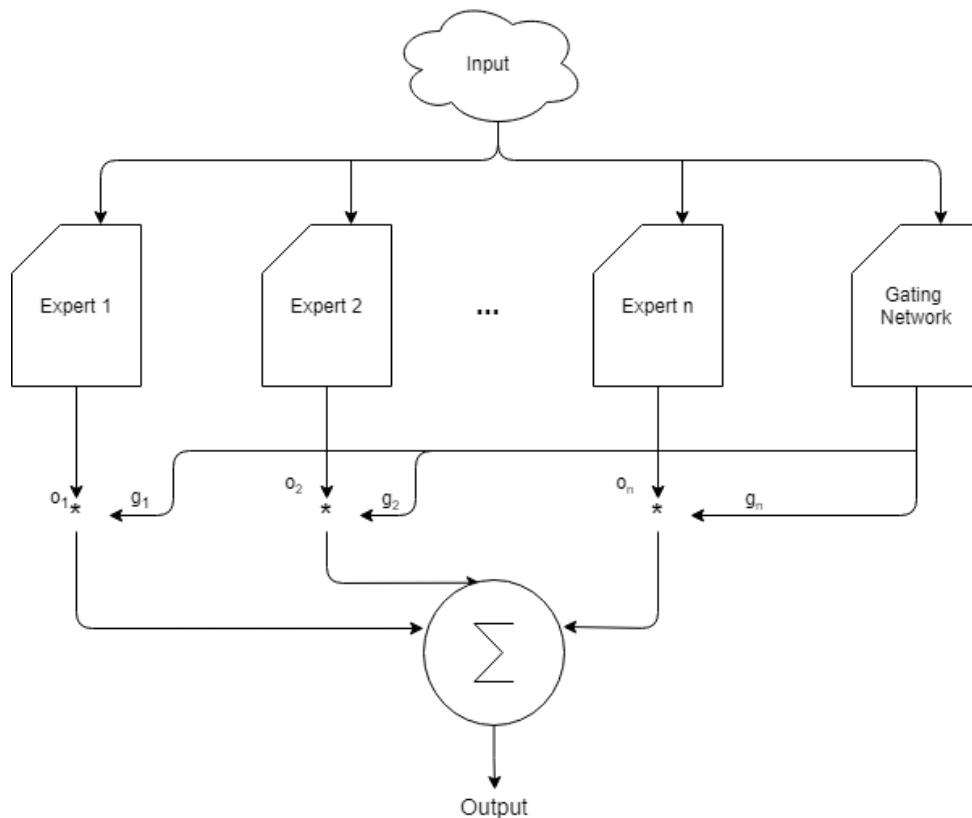 Input
Expert 1
Expert 2
...
Expert n
Gating
Network
o₁
*
g₁
o₂
*
g₂
oₙ
*
gₙ
∑
Output